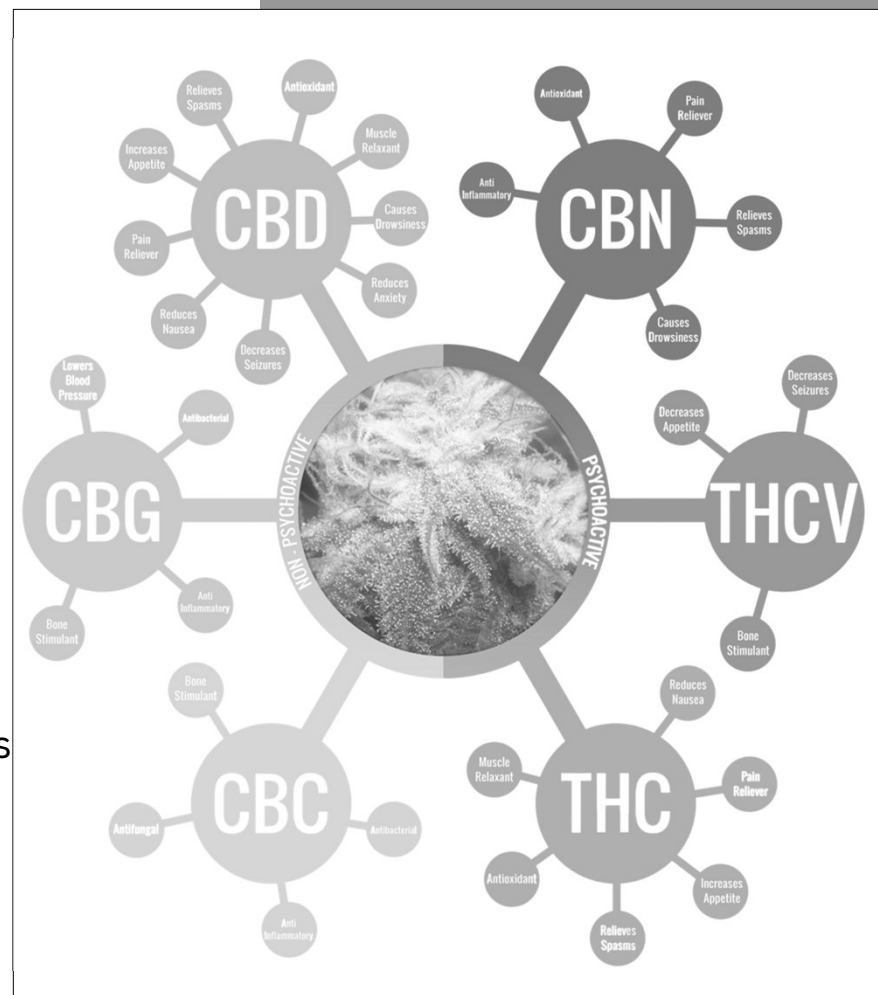 Relieves
Spasms
Antioxidant
Muscle
Relaxant
Increases
Appetite
CBD
Causes
Drowsiness
Pain
Reliever
Reduces
Anxiety
Reduces
Nausea
Decreases
Seizures
Antioxidant
Pain
Reliever
Anti
Inflammatory
CBN
Relieves
Spasms
Causes
Drowsiness
Lowers
Blood
Pressure
Antibacterial
CBG
Bone
Stimulant
Anti
Inflammatory
NON - PSYCHOACTIVE
PSYCHOACTIVE
Decreases
Seizures
Decreases
Appetite
THCV
Bone
Stimulant
Bone
Stimulant
CBC
Antifungal
Antibacterial
Anti
Inflammatory
Reduces
Nausea
Muscle
Relaxant
Pain
Reliever
THC
Antioxidant
Increases
Appetite
Relieves
Spasms
s